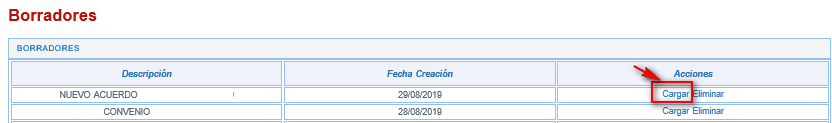 Borradores
BORRADORES
Descripción Fecha Creación Acciones
NUEVO ACUERDO 29/08/2019 Cargar Eliminar
CONVENIO 28/08/2019 Cargar Eliminar